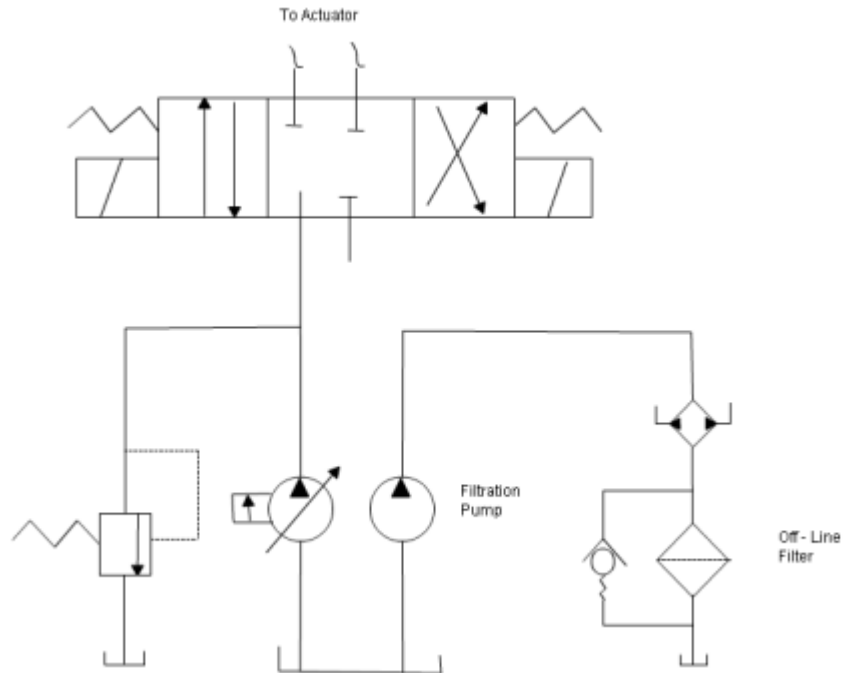 To Actuator
Filtration
Pump
Off - Line
Filter